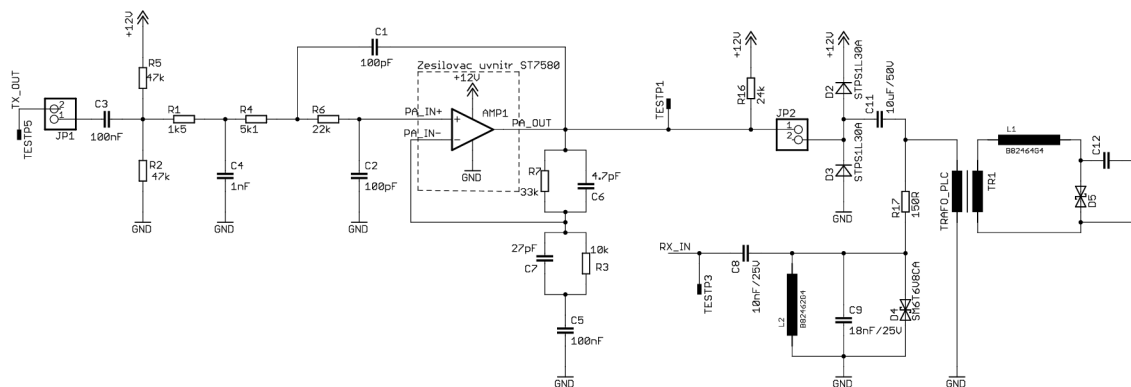 TX_OUT
2
1
JP1
TESTP5
C3
100nF
+12V
R5
47k
R2
47k
GND
R1
1k5
R4
5k1
C4
1nF
GND
R6
22k
C1
100pF
C2
100pF
GND
Zesilovac uvnitr ST7580
+12V
PA_IN+
PA_IN-
AMP1
PA_OUT
GND
R7
33k
4.7pF
C6
27pF
C7
10k
R3
C5
100nF
GND
TESTP1
+12V
R16
24k
JP2
2
1
+12V
D2
STPS1L30A
D3
STPS1L30A
GND
C11
10uF/50V
R17
150R
RX_IN
TESTP3
C8
10nF/25V
L2
B82462G4
C9
18nF/25V
D4
SM6T6V8CA
GND
TRAFO_PLC
TR1
GND
L1
B82464G4
D5
C12